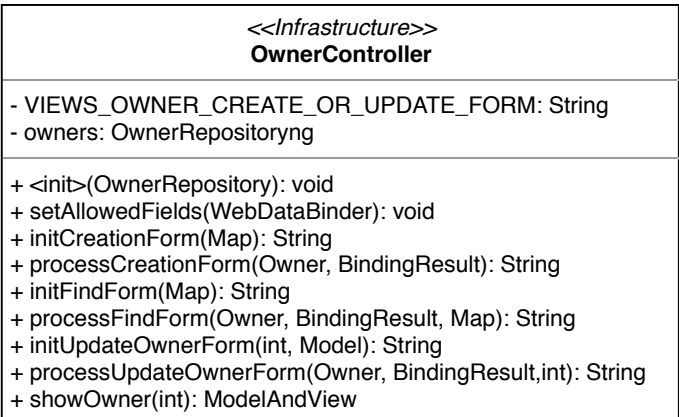 <<Infrastructure>>
OwnerController
- VIEWS_OWNER_CREATE_OR_UPDATE_FORM: String
- owners: OwnerRepositoryng
+ <init>(OwnerRepository): void
+ setAllowedFields(WebDataBinder): void
+ initCreationForm(Map): String
+ processCreationForm(Owner, BindingResult): String
+ initFindForm(Map): String
+ processFindForm(Owner, BindingResult, Map): String
+ initUpdateOwnerForm(int, Model): String
+ processUpdateOwnerForm(Owner, BindingResult,int): String
+ showOwner(int): ModelAndView